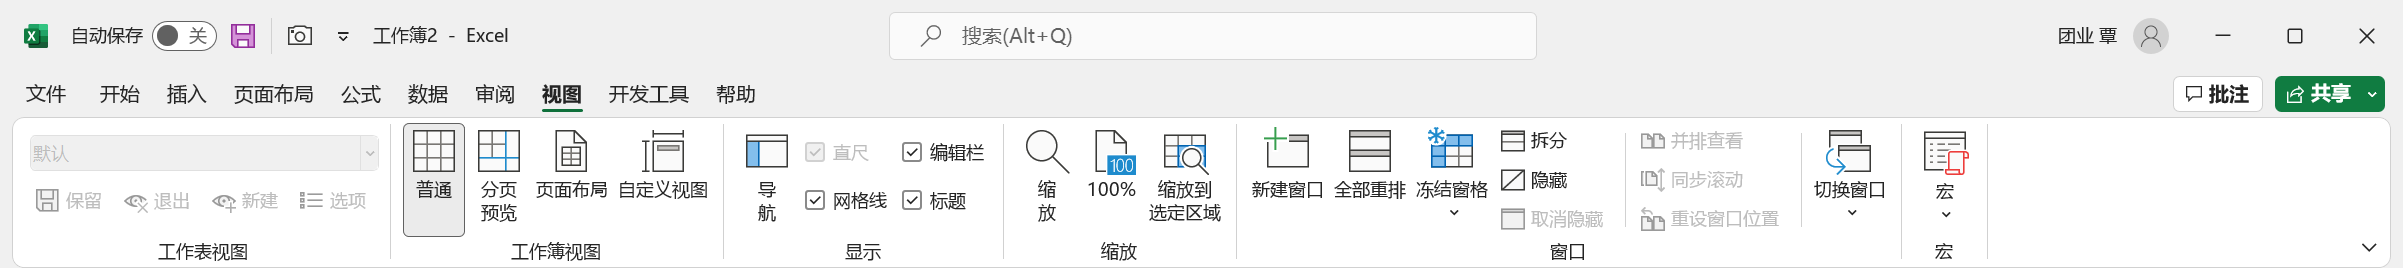 自动保存 关 工作簿2 - Excel 搜索(Alt+Q) 团业 覃
文件 开始 插入 页面布局 公式 数据 审阅 视图 开发工具 帮助 批注 共享
默认
保留 退出 新建 选项
工作表视图
普通 分页预览 页面布局 自定义视图
工作簿视图
导航
直尺 编辑栏
网格线 标题
显示
缩放 100 100% 缩放到选定区域
缩放
新建窗口 全部重排 冻结窗格
拆分
隐藏
取消隐藏
并排查看
同步滚动
重设窗口位置
切换窗口
窗口
宏
宏